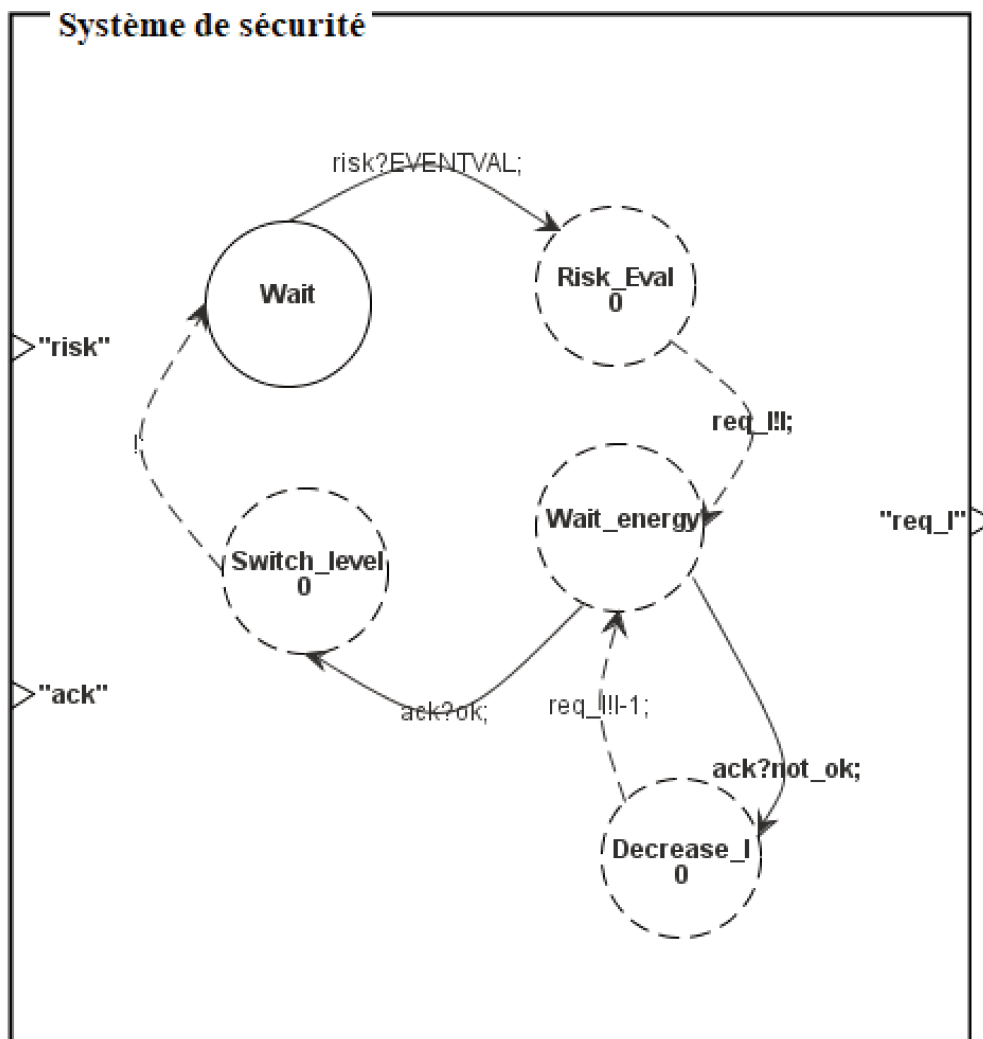 Système de sécurité
risk?EVENTVAL;
Wait
Risk_Eval
0
"risk"
req_l!l;
!
Wait_energy
"req_l"
Switch_level
0
"ack"
ack?ok;
req_l!l-1;
ack?not_ok;
Decrease_l
0